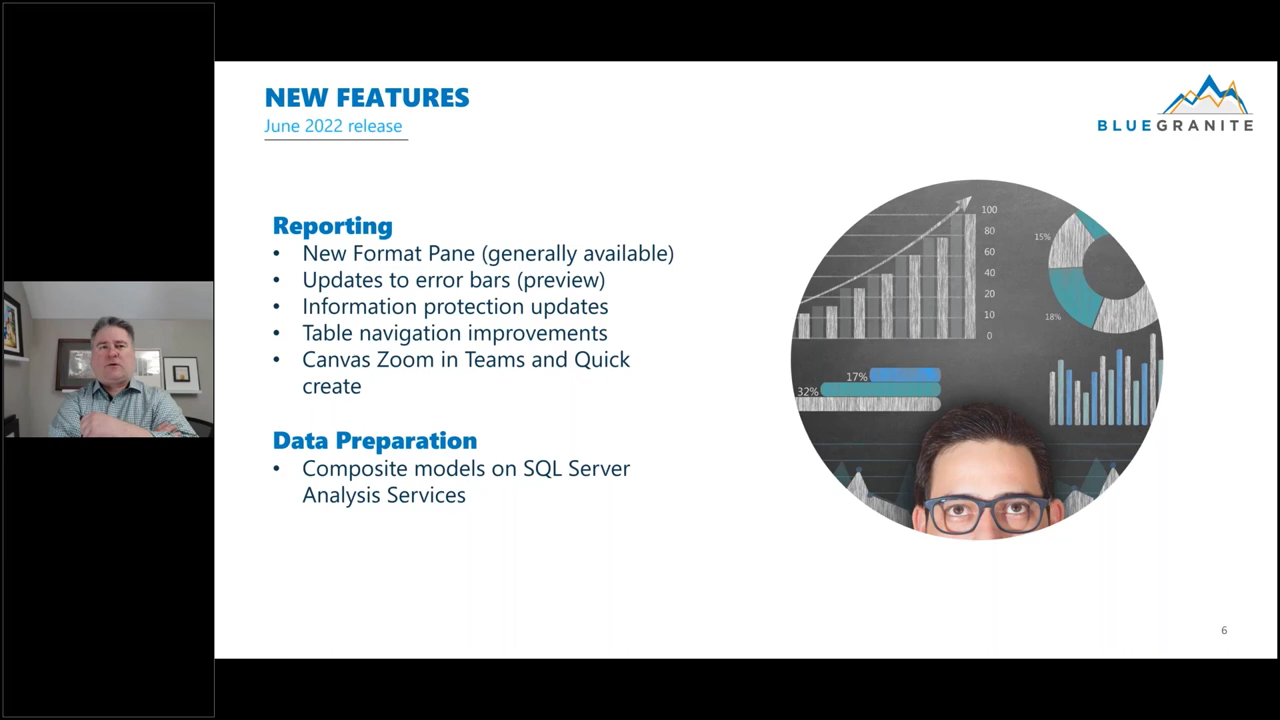 NEW FEATURES
June 2022 release
BLUEGRANITE
Reporting
• New Format Pane (generally available)
• Updates to error bars (preview)
• Information protection updates
• Table navigation improvements
• Canvas Zoom in Teams and Quick
create
Data Preparation
• Composite models on SQL Server
Analysis Services
100
80
60
40
20
10
0
15%
18%
17%
32%
6